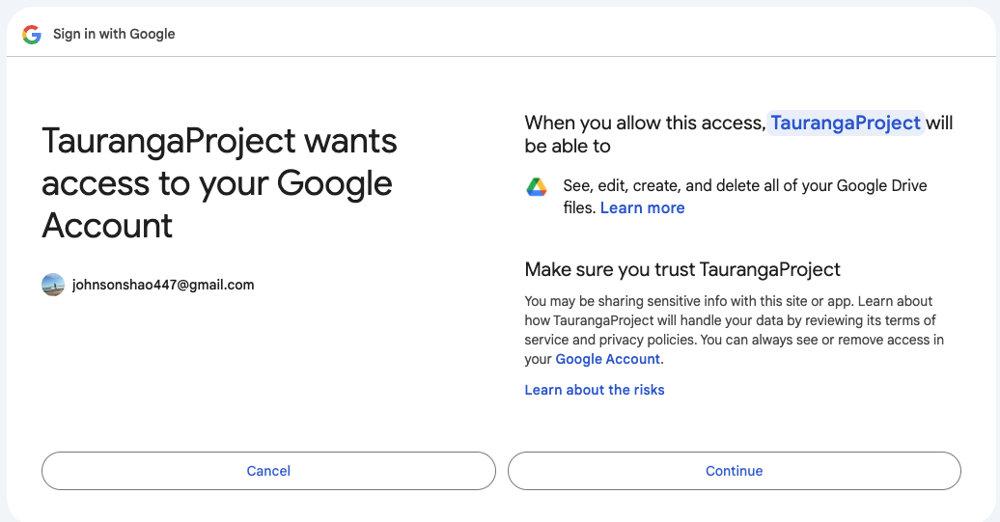 Sign in with Google
TaurangaProject wants
access to your Google
Account
johnsonshao447@gmail.com
When you allow this access, TaurangaProject will
be able to
See, edit, create, and delete all of your Google Drive
files. Learn more
Make sure you trust TaurangaProject
You may be sharing sensitive info with this site or app. Learn about
how TaurangaProject will handle your data by reviewing its terms of
service and privacy policies. You can always see or remove access in
your Google Account.
Learn about the risks
Cancel
Continue